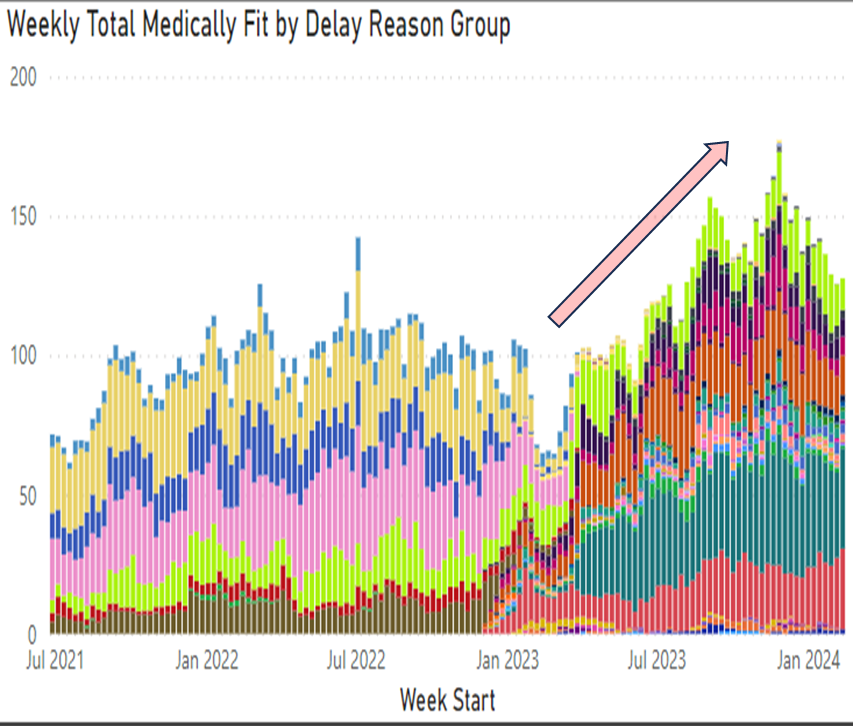 Weekly Total Medically Fit by Delay Reason Group
200
150
100
50
0
Jul 2021 Jan 2022 Jul 2022 Jan 2023 Jul 2023 Jan 2024
Week Start